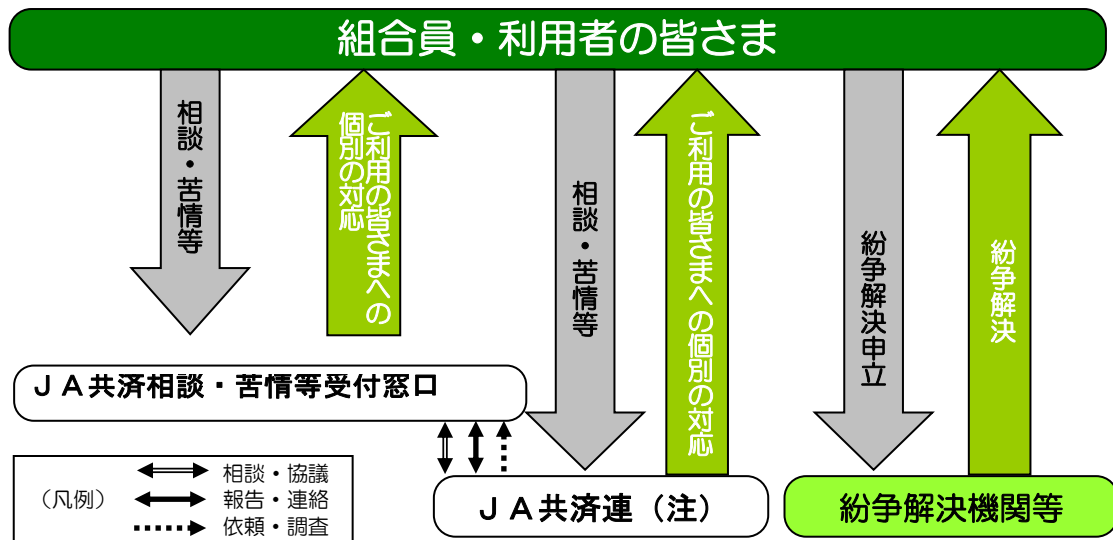 組合員・利用者の皆さま
相談・苦情等
ご利用の皆さまへの
個別の対応
相談・苦情等
ご利用の皆さまへの個別の対応
紛争解決申立
紛争解決
ＪＡ共済相談・苦情等受付窓口
（凡例）
相談・協議
報告・連絡
依頼・調査
ＪＡ共済連（注）
紛争解決機関等